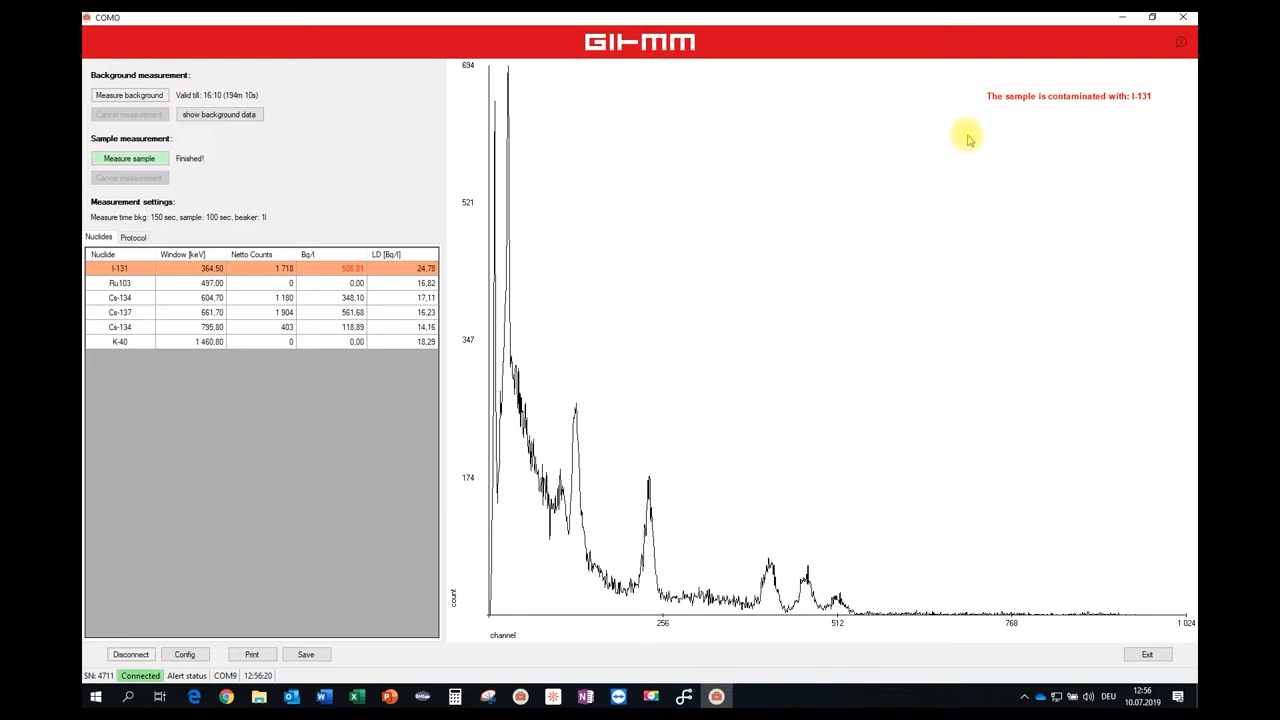 COMO
GIHMM
Background measurement:
Measure background Valid till: 16:10 (194m 10s)
Cancel measurement show background data
Sample measurement:
Measure sample Finished!
Cancel measurement
Measurement settings:
Measure time bkg: 150 sec, sample: 100 sec, beaker: 1l
Nuclides Protocol
Nuclide Window [keV] Netto Counts Bq/l LD [Bq/l]
I-131 364,50 1 718 506,81 24,78
Ru103 497,00 0 0,00 16,82
Cs-134 604,70 1 180 348,10 17,11
Cs-137 661,70 1 904 561,68 16,23
Cs-134 795,80 403 118,89 14,16
K-40 1 460,80 0 0,00 18,29
The sample is contaminated with: I-131
694
521
347
174
count
256 512 768 1 024
channel
Disconnect Config Print Save Exit
SN: 4711 Connected Alert status COM9 12:56:20
DEU 12:56
10.07.2019